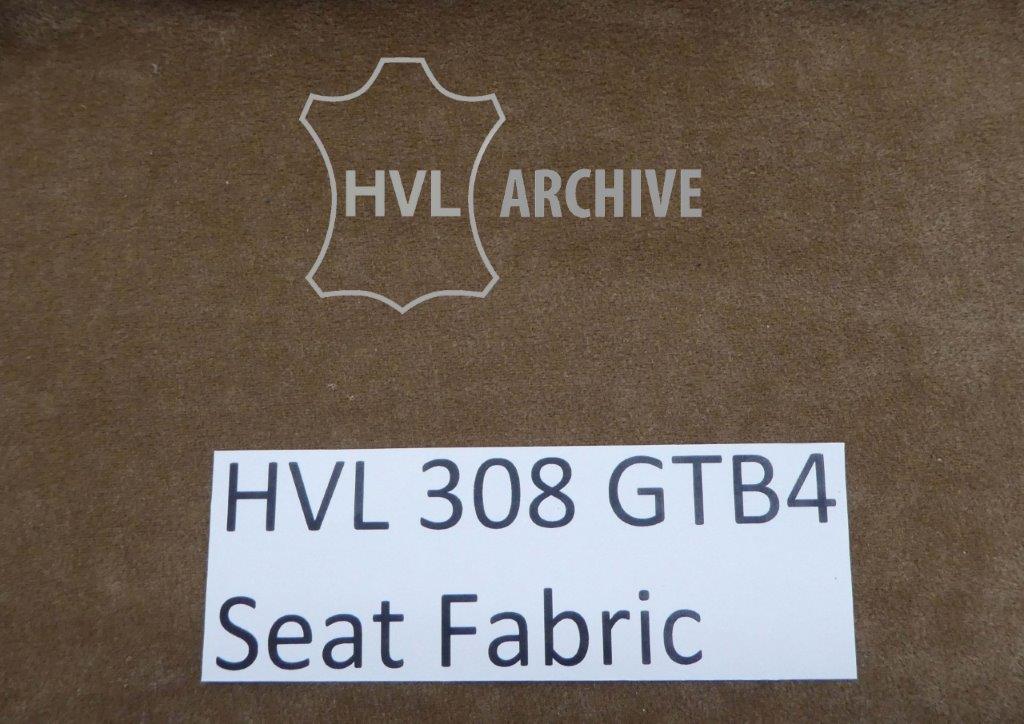 HVL ARCHIVE
HVL 308 GTB4
Seat Fabric